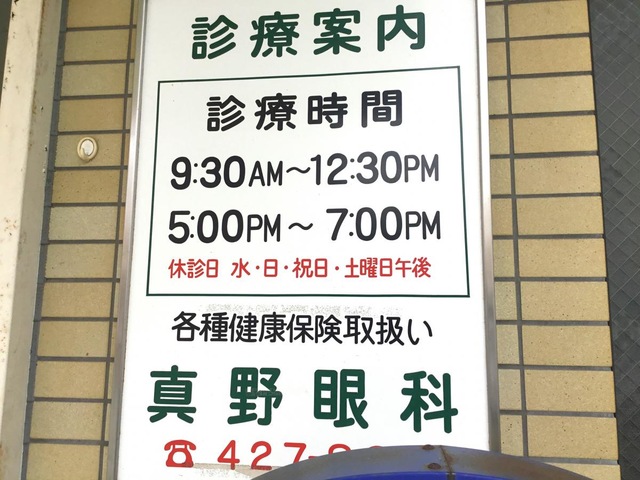 診療案内
診療時間
9:30AM〜12:30PM
5:00PM〜7:00PM
休診日 水・日・祝日・土曜日午後
各種健康保険取扱い
真野眼科
☎427-